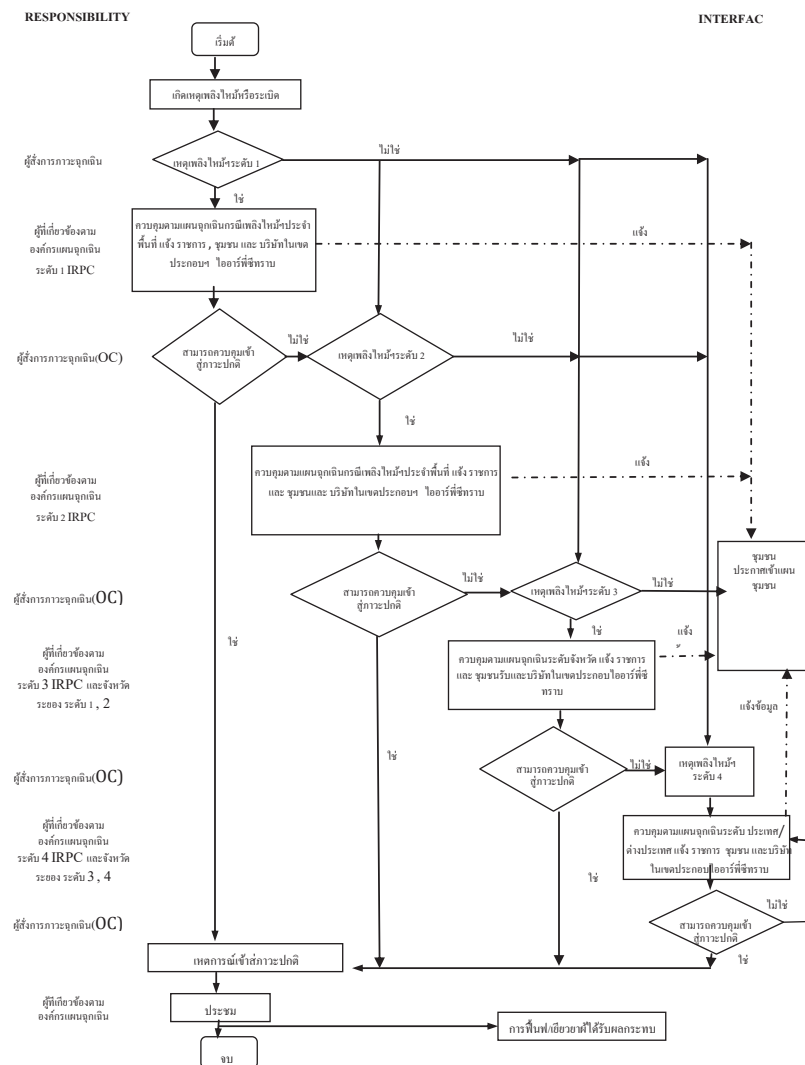 RESPONSIBILITY
INTERFAC
เริ่มต้
เกิดเหตุเพลิงไหม้หรือระเบิด
ผู้สั่งการภาวะฉุกเฉิน
เหตุเพลิงไหม้ฯระดับ 1
ไม่ใช่
ใช่
ผู้ที่เกี่ยวข้องตาม
องค์กรแผนฉุกเฉิน
ระดับ 1 IRPC
ควบคุมตามแผนฉุกเฉินกรณีเพลิงไหม้ฯประจำ
พื้นที่ แจ้ง ราชการ , ชุมชน และ บริษัทในเขต
ประกอบฯ ไออาร์พีซีทราบ
แจ้ง
ผู้สั่งการภาวะฉุกเฉิน(OC)
สามารถควบคุมเข้า
สู่ภาวะปกติ
ไม่ใช่
เหตุเพลิงไหม้ฯระดับ 2
ไม่ใช่
ใช่
ผู้ที่เกี่ยวข้องตาม
องค์กรแผนฉุกเฉิน
ระดับ 2 IRPC
ควบคุมตามแผนฉุกเฉินกรณีเพลิงไหม้ฯประจำพื้นที่ แจ้ง ราชการ
และ ชุมชนและ บริษัทในเขตประกอบฯ ไออาร์พีซีทราบ
แจ้ง
ชุมชน
ประกาศเข้าแผน
ชุมชน
ผู้สั่งการภาวะฉุกเฉิน(OC)
สามารถควบคุมเข้า
สู่ภาวะปกติ
ไม่ใช่
เหตุเพลิงไหม้ฯระดับ 3
ไม่ใช่
ใช่
ใช่
แจ้ง
ผู้ที่เกี่ยวข้องตาม
องค์กรแผนฉุกเฉิน
ระดับ 3 IRPC และจังหวัด
ระยอง ระดับ 1 , 2
ควบคุมตามแผนฉุกเฉินระดับจังหวัด แจ้ง ราชการ
และ ชุมชนรับและบริษัทในเขตประกอบไออาร์พีซี
ทราบ
แจ้งข้อมูล
ใช่
ผู้สั่งการภาวะฉุกเฉิน(OC)
สามารถควบคุมเข้า
สู่ภาวะปกติ
ไม่ใช่
เหตุเพลิงไหม้ฯ
ระดับ 4
ผู้ที่เกี่ยวข้องตาม
องค์กรแผนฉุกเฉิน
ระดับ 4 IRPC และจังหวัด
ระยอง ระดับ 3 , 4
ควบคุมตามแผนฉุกเฉินระดับ ประเทศ/
ต่างประเทศ แจ้ง ราชการ ชุมชน และบริษัท
ในเขตประกอบไออาร์พีซีทราบ
ใช่
ผู้สั่งการภาวะฉุกเฉิน(OC)
สามารถควบคุมเข้า
สู่ภาวะปกติ
ไม่ใช่
ใช่
เหตการณ์เข้าสู่ภาวะปกติ
ผู้ที่เกี่ยวข้องตาม
องค์กรแผนฉุกเฉิน
ประชม
การฟื้นฟ/เยียวยาผ้ได้รับผลกระทบ
จบ